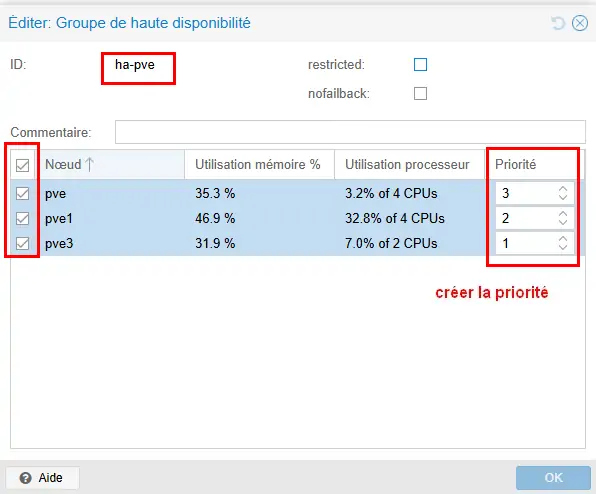 Éditer: Groupe de haute disponibilité
ID: ha-pve restricted:
nofailback:
Commentaire:
Nœud Utilisation mémoire % Utilisation processeur Priorité
pve 35.3 % 3.2% of 4 CPUs 3
pve1 46.9 % 32.8% of 4 CPUs 2
pve3 31.9 % 7.0% of 2 CPUs 1
créer la priorité
Aide OK